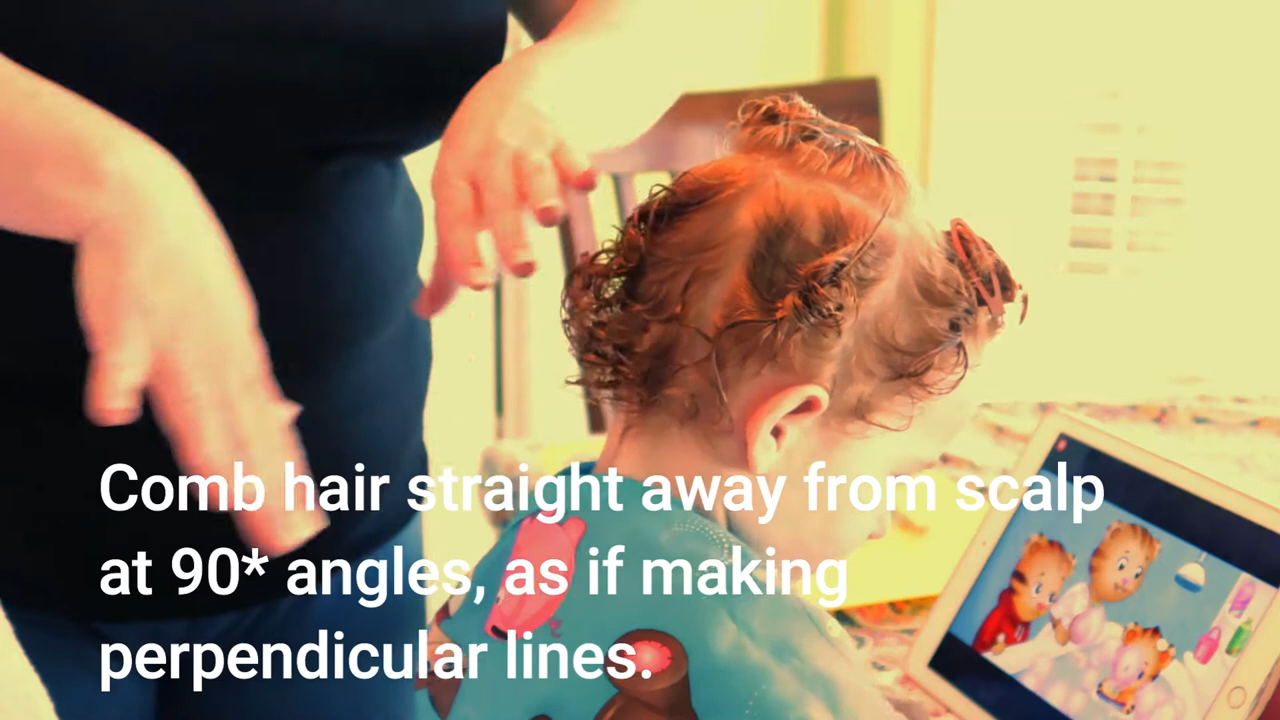 Comb hair straight away from scalp
at 90* angles, as if making
perpendicular lines.